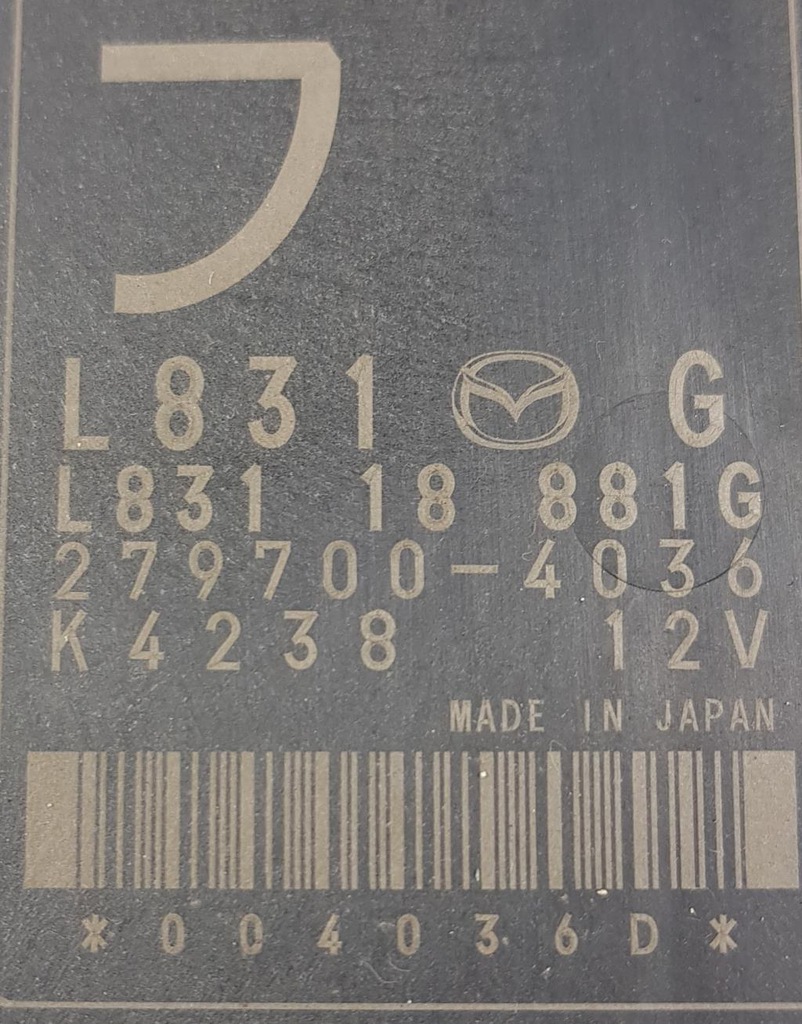 フ
L831 G
L831 18 881G
279700-4036
K4238 12V
MADE IN JAPAN
*004036D*